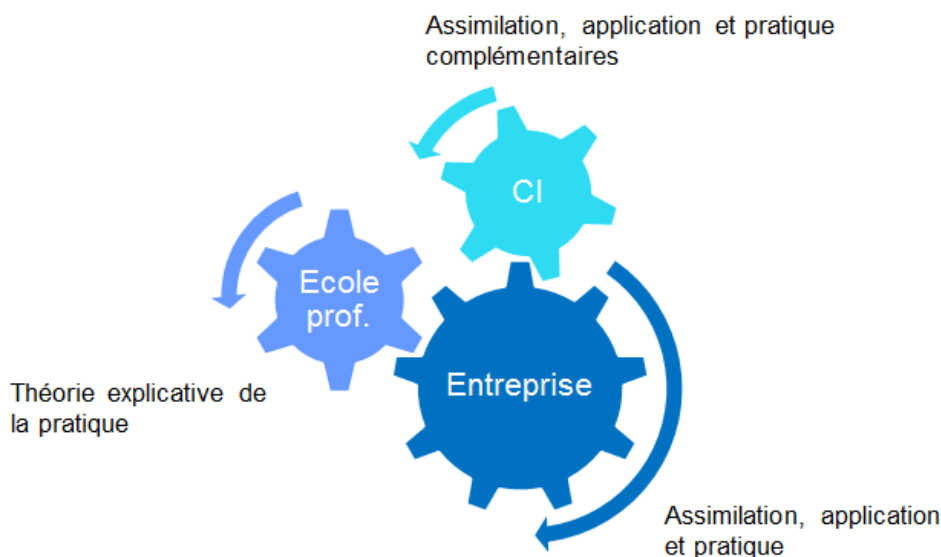 Assimilation, application et pratique
complémentaires
CI
Ecole
prof.
Entreprise
Théorie explicative de
la pratique
Assimilation, application
et pratique